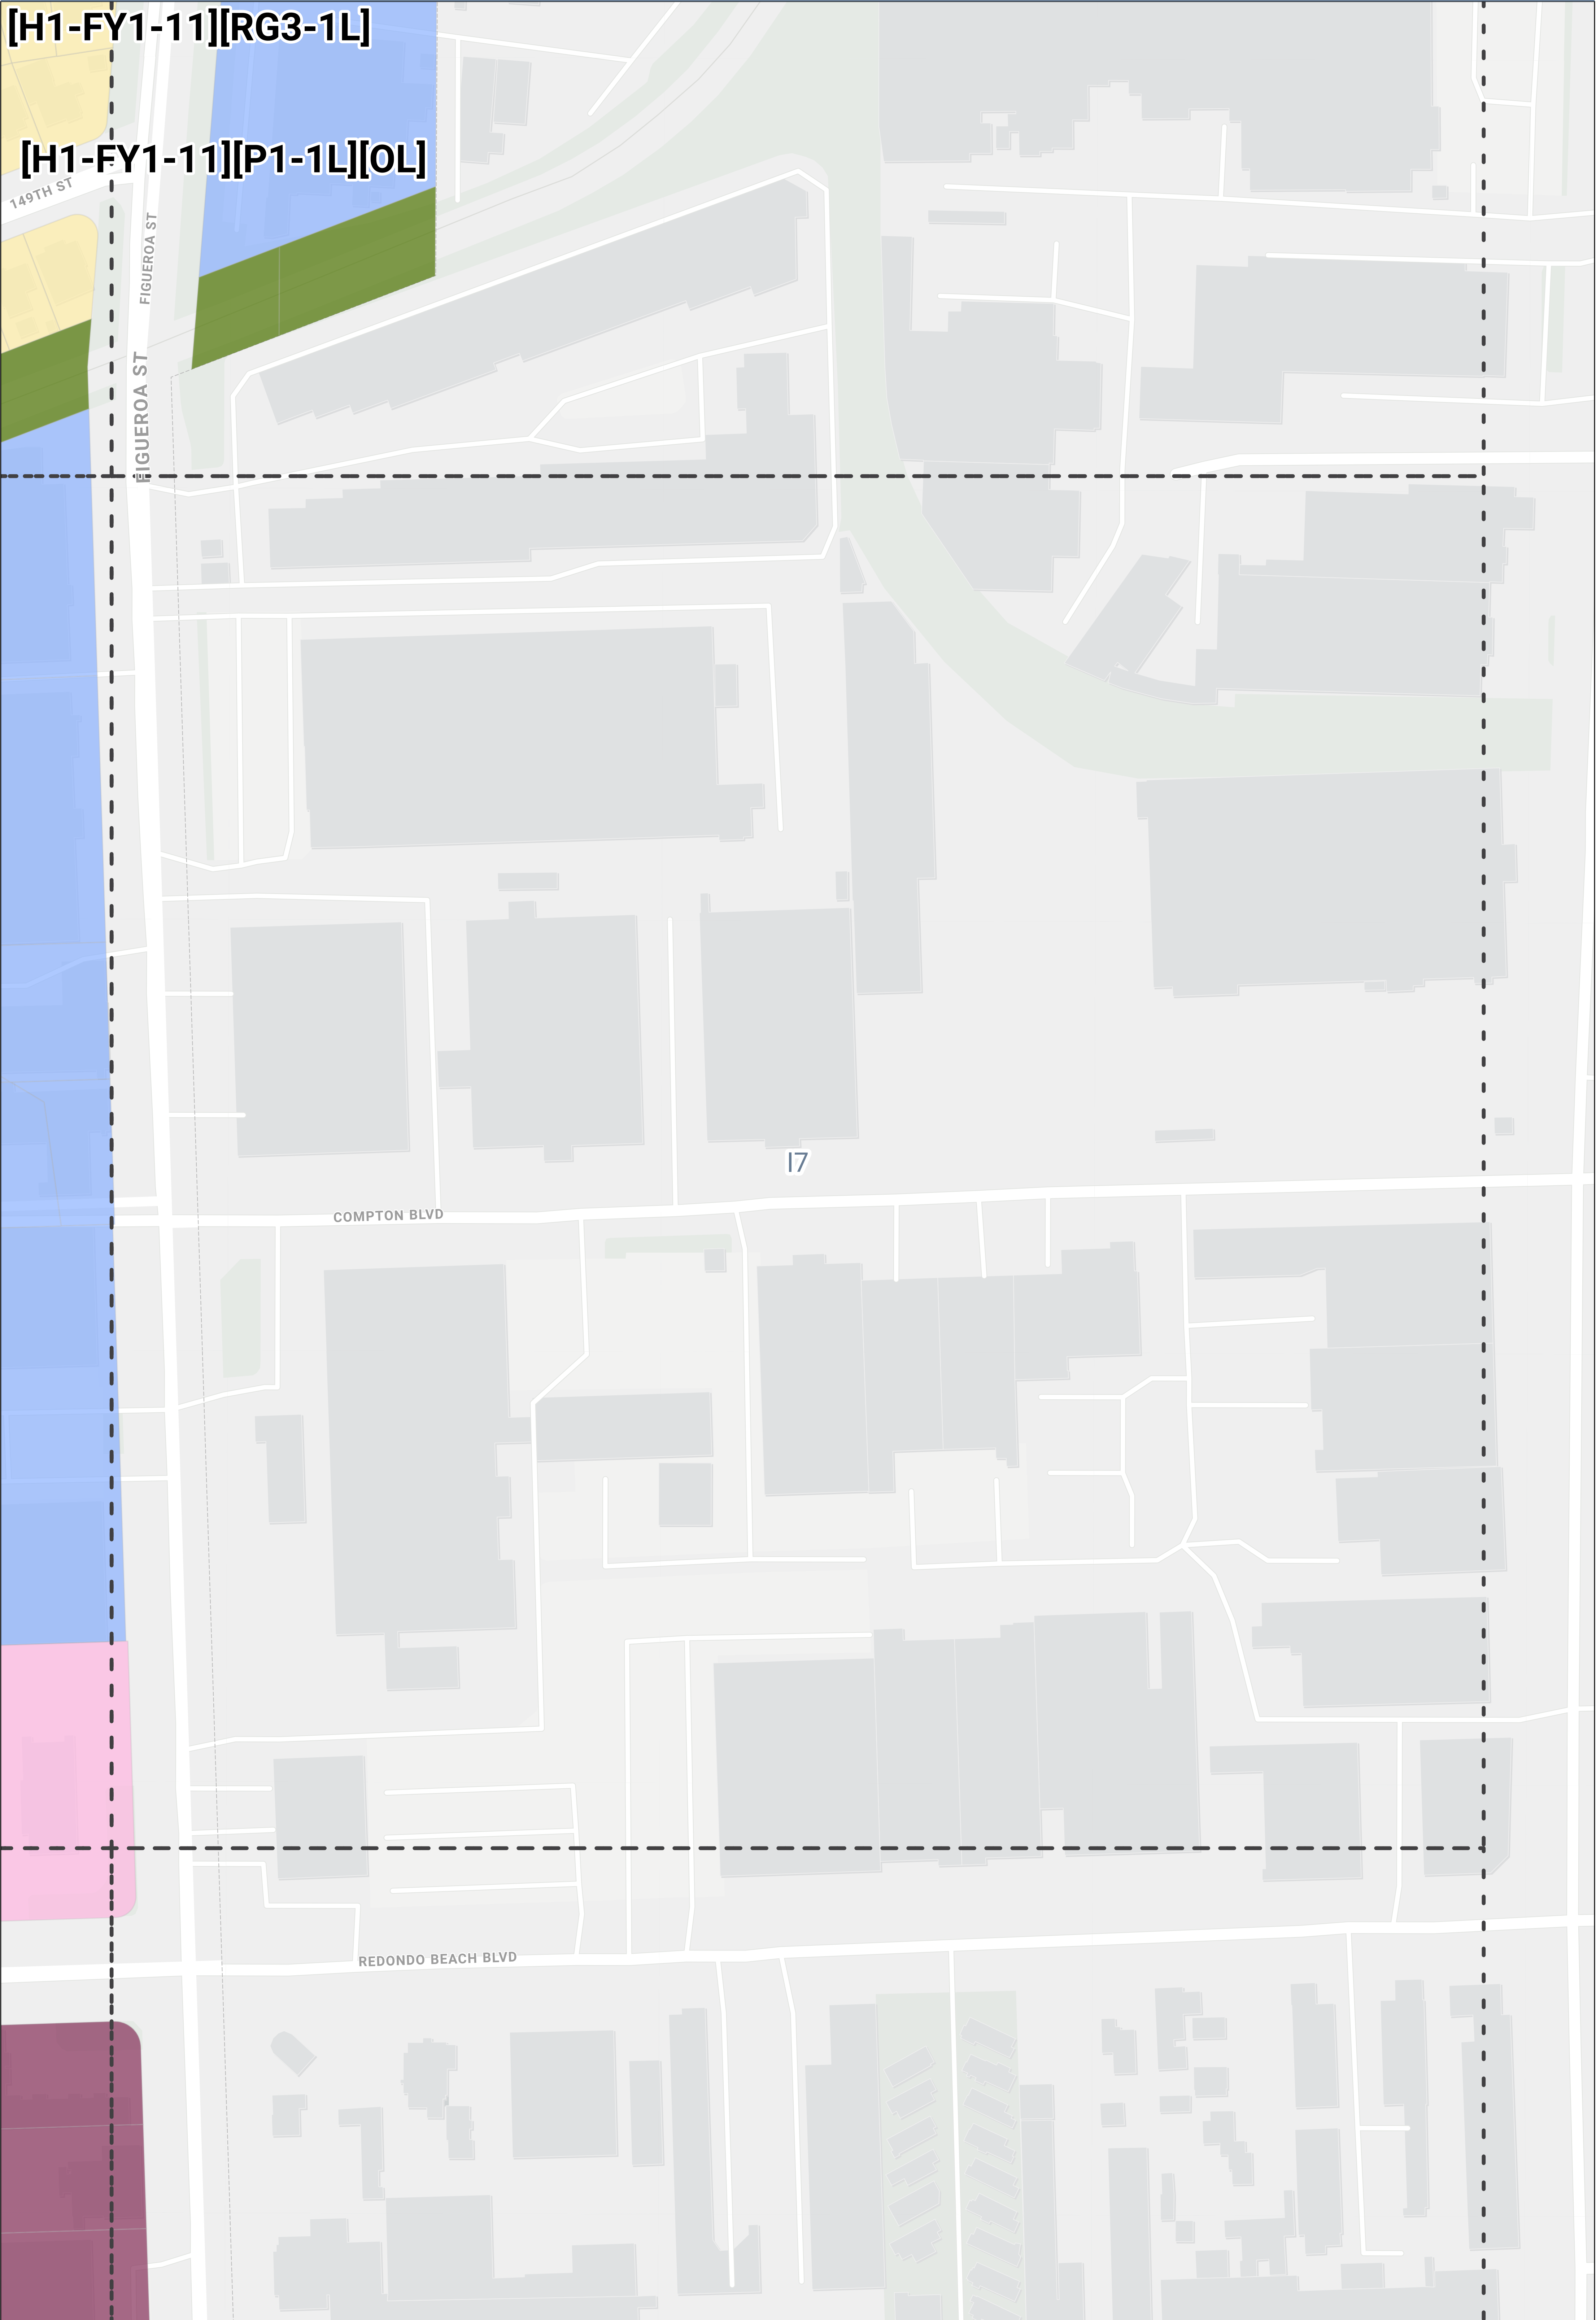 [H1-FY1-11][RG3-1L]
[H1-FY1-11][P1-1L][OL]
149TH ST
FIGUEROA ST
FIGUEROA ST
I7
COMPTON BLVD
REDONDO BEACH BLVD